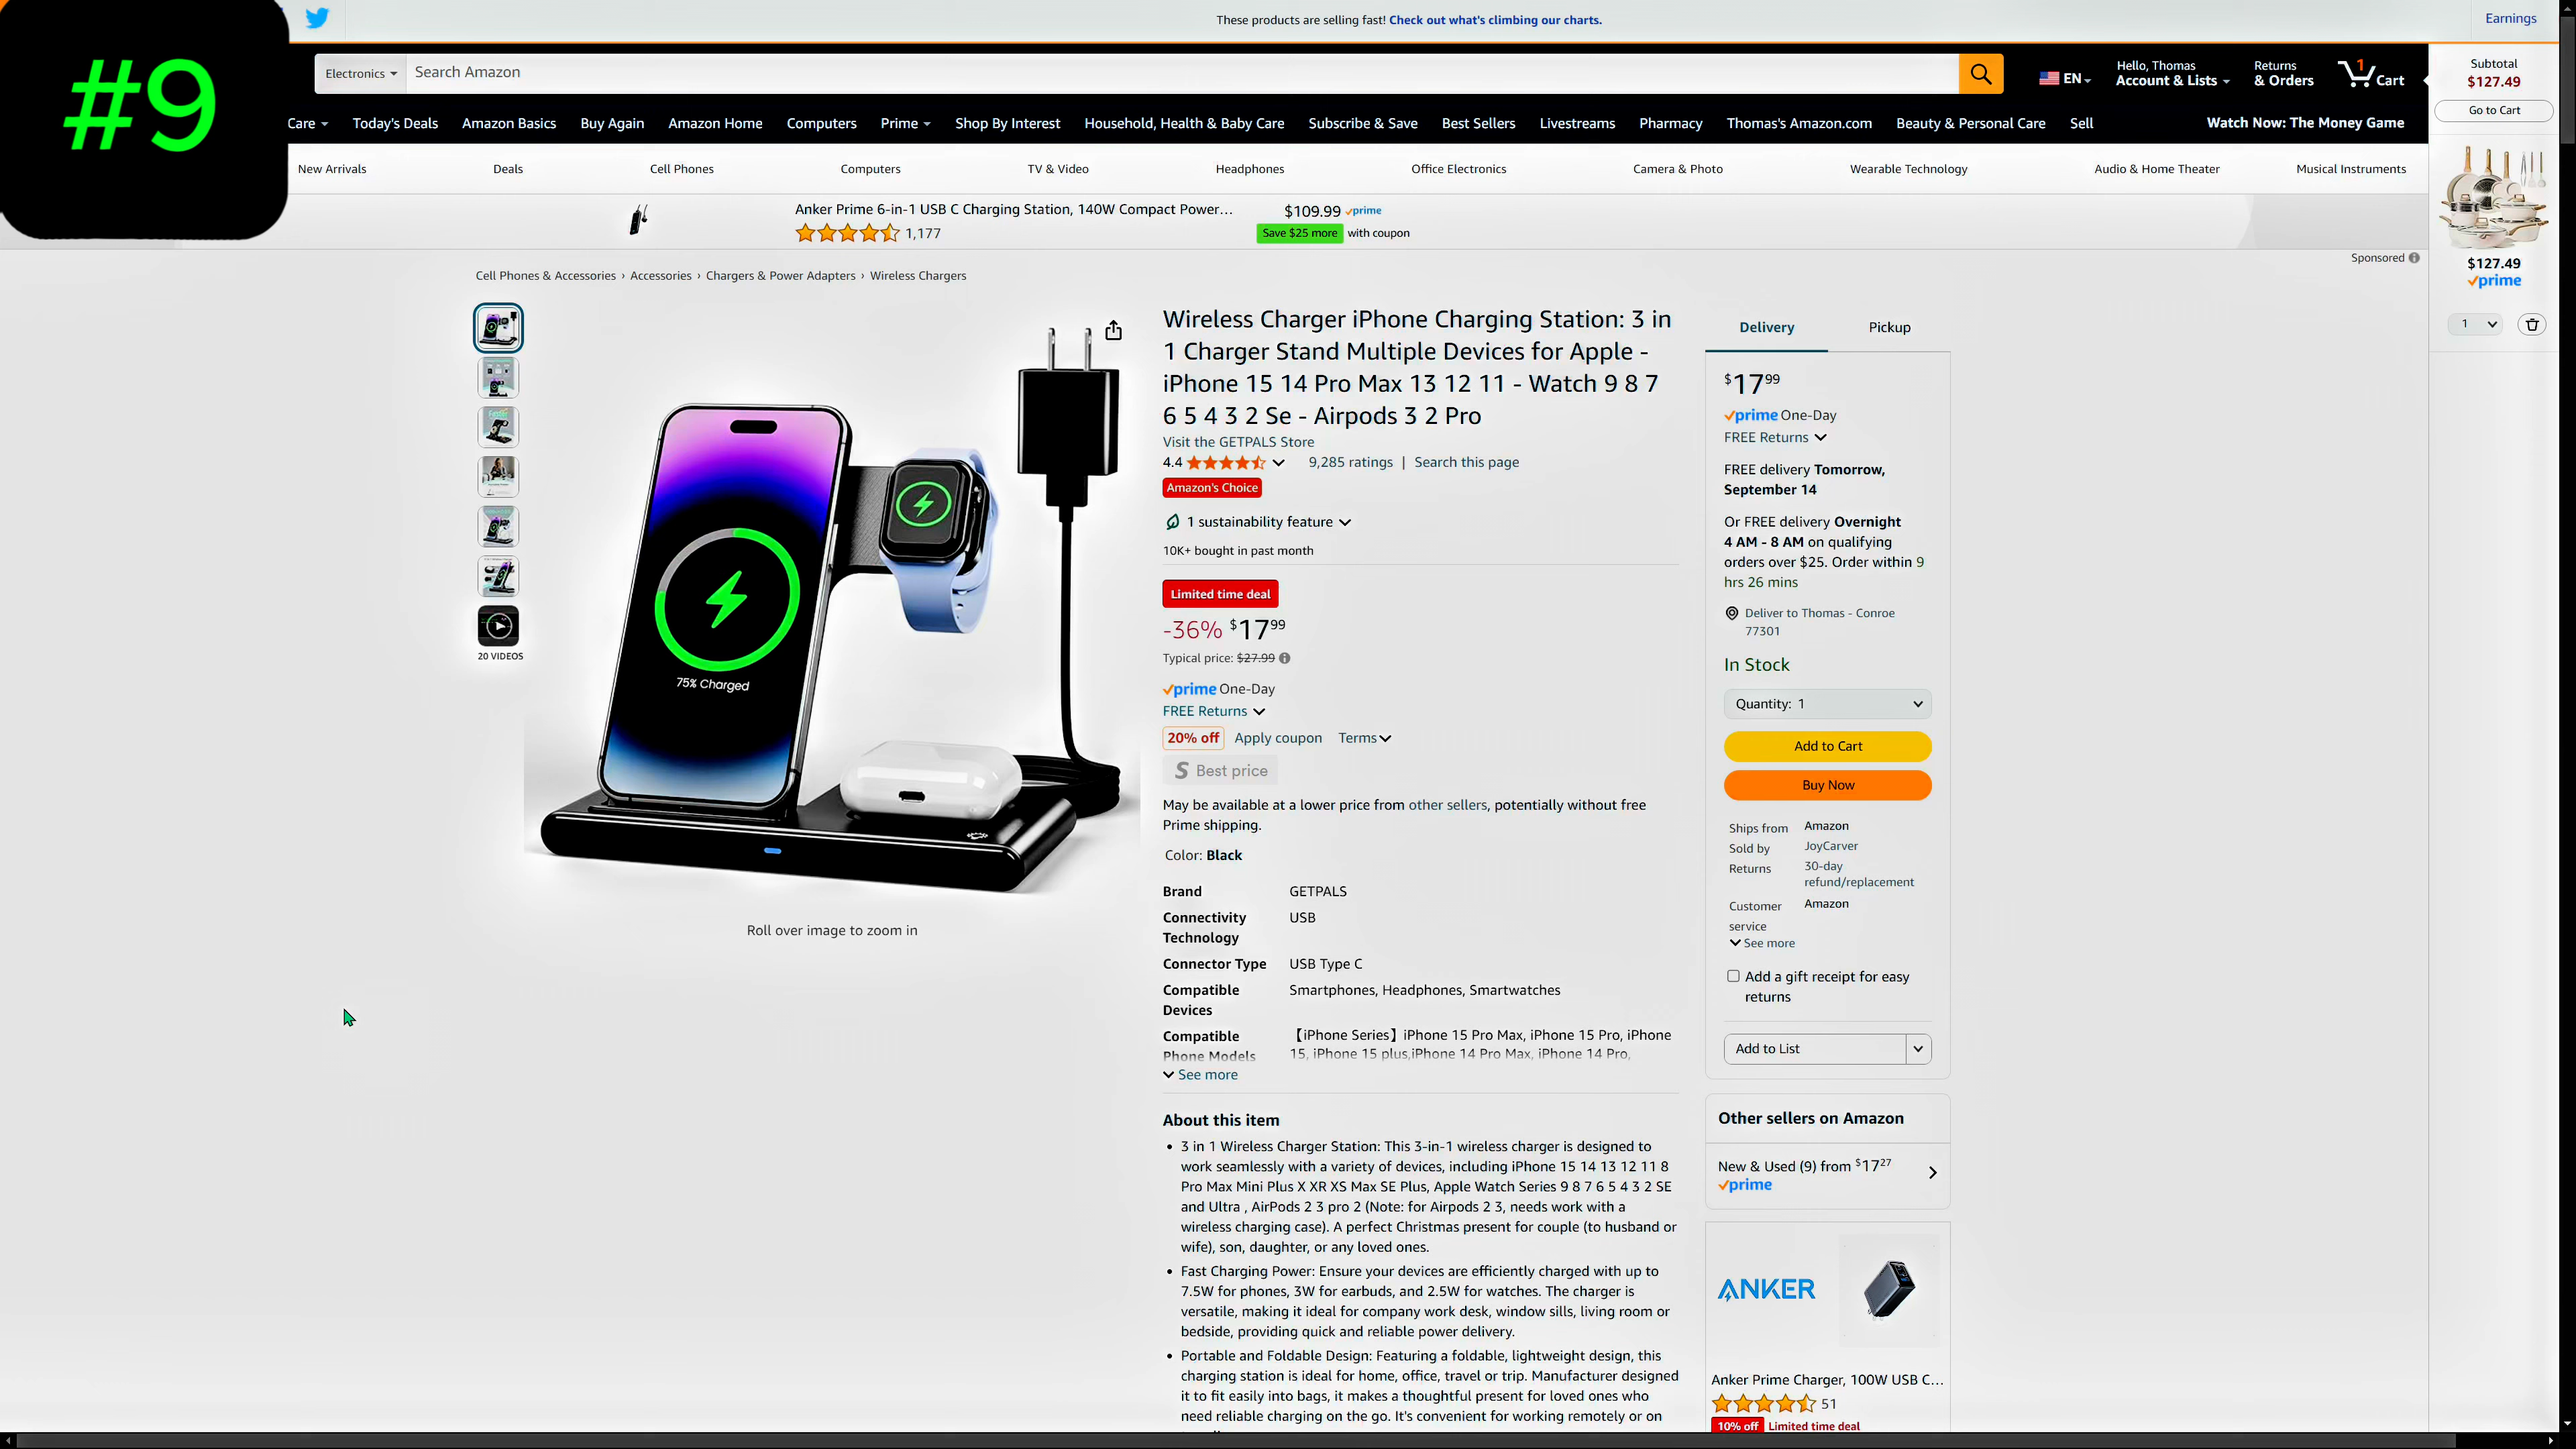 #9
These products are selling fast! Check out what's climbing our charts.
Earnings
Electronics
Search Amazon
EN
Hello, Thomas
Account & Lists
Returns
& Orders
1
Cart
Subtotal
$127.49
Go to Cart
Care
Today's Deals
Amazon Basics
Buy Again
Amazon Home
Computers
Prime
Shop By Interest
Household, Health & Baby Care
Subscribe & Save
Best Sellers
Livestreams
Pharmacy
Thomas's Amazon.com
Beauty & Personal Care
Sell
Watch Now: The Money Game
New Arrivals
Deals
Cell Phones
Computers
TV & Video
Headphones
Office Electronics
Camera & Photo
Wearable Technology
Audio & Home Theater
Musical Instruments
Anker Prime 6-in-1 USB C Charging Station, 140W Compact Power…
1,177
$109.99 prime
Save $25 more with coupon
Sponsored
$127.49
prime
1
Cell Phones & Accessories › Accessories › Chargers & Power Adapters › Wireless Chargers
20 VIDEOS
75% Charged
Roll over image to zoom in
Wireless Charger iPhone Charging Station: 3 in
1 Charger Stand Multiple Devices for Apple -
iPhone 15 14 Pro Max 13 12 11 - Watch 9 8 7
6 5 4 3 2 Se - Airpods 3 2 Pro
Visit the GETPALS Store
4.4
9,285 ratings | Search this page
Amazon's Choice
1 sustainability feature
10K+ bought in past month
Limited time deal
-36% $17 99
Typical price: $27.99
prime One-Day
FREE Returns
20% off Apply coupon Terms
S Best price
May be available at a lower price from other sellers, potentially without free
Prime shipping.
Color: Black
Brand GETPALS
Connectivity USB
Technology
Connector Type USB Type C
Compatible Smartphones, Headphones, Smartwatches
Devices
Compatible 【iPhone Series】iPhone 15 Pro Max, iPhone 15 Pro, iPhone
Phone Models 15, iPhone 15 plus,iPhone 14 Pro Max, iPhone 14 Pro,
See more
About this item
• 3 in 1 Wireless Charger Station: This 3-in-1 wireless charger is designed to
work seamlessly with a variety of devices, including iPhone 15 14 13 12 11 8
Pro Max Mini Plus X XR XS Max SE Plus, Apple Watch Series 9 8 7 6 5 4 3 2 SE
and Ultra , AirPods 2 3 pro 2 (Note: for Airpods 2 3, needs work with a
wireless charging case). A perfect Christmas present for couple (to husband or
wife), son, daughter, or any loved ones.
• Fast Charging Power: Ensure your devices are efficiently charged with up to
7.5W for phones, 3W for earbuds, and 2.5W for watches. The charger is
versatile, making it ideal for company work desk, window sills, living room or
bedside, providing quick and reliable power delivery.
• Portable and Foldable Design: Featuring a foldable, lightweight design, this
charging station is ideal for home, office, travel or trip. Manufacturer designed
it to fit easily into bags, it makes a thoughtful present for loved ones who
need reliable charging on the go. It's convenient for working remotely or on
Delivery
Pickup
$17 99
prime One-Day
FREE Returns
FREE delivery Tomorrow,
September 14
Or FREE delivery Overnight
4 AM - 8 AM on qualifying
orders over $25. Order within 9
hrs 26 mins
Deliver to Thomas - Conroe
77301
In Stock
Quantity: 1
Add to Cart
Buy Now
Ships from Amazon
Sold by JoyCarver
Returns 30-day
refund/replacement
Customer Amazon
service
See more
Add a gift receipt for easy
returns
Add to List
Other sellers on Amazon
New & Used (9) from $17 27
prime
ANKER
Anker Prime Charger, 100W USB C…
51
10% off Limited time deal